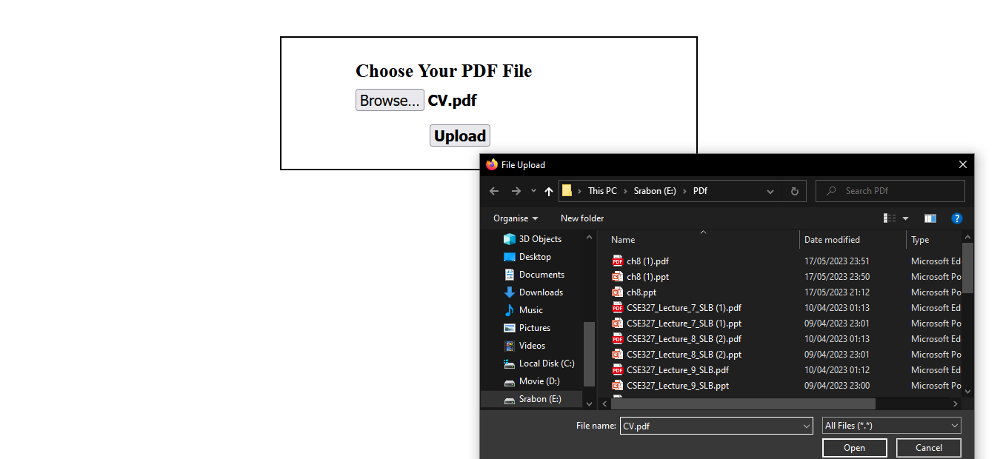 Choose Your PDF File
Browse... CV.pdf
Upload
File Upload
This PC > Srabon (E:) > PDf
Search PDf
Organise New folder
?
3D Objects
Desktop
Documents
Downloads
Music
Pictures
Videos
Local Disk (C:)
Movie (D:)
Srabon (E:)
Name Date modified Type
ch8 (1).pdf 17/05/2023 23:51 Microsoft Ed
ch8 (1).ppt 17/05/2023 23:50 Microsoft Po
ch8.ppt 17/05/2023 21:12 Microsoft Po
CSE327_Lecture_7_SLB (1).pdf 10/04/2023 01:13 Microsoft Ed
CSE327_Lecture_7_SLB (1).ppt 09/04/2023 23:01 Microsoft Po
CSE327_Lecture_8_SLB (2).pdf 10/04/2023 01:13 Microsoft Ed
CSE327_Lecture_8_SLB (2).ppt 09/04/2023 23:01 Microsoft Po
CSE327_Lecture_9_SLB.pdf 10/04/2023 01:12 Microsoft Ed
CSE327_Lecture_9_SLB.ppt 09/04/2023 23:00 Microsoft Po
File name: CV.pdf All Files (*.*)
Open Cancel